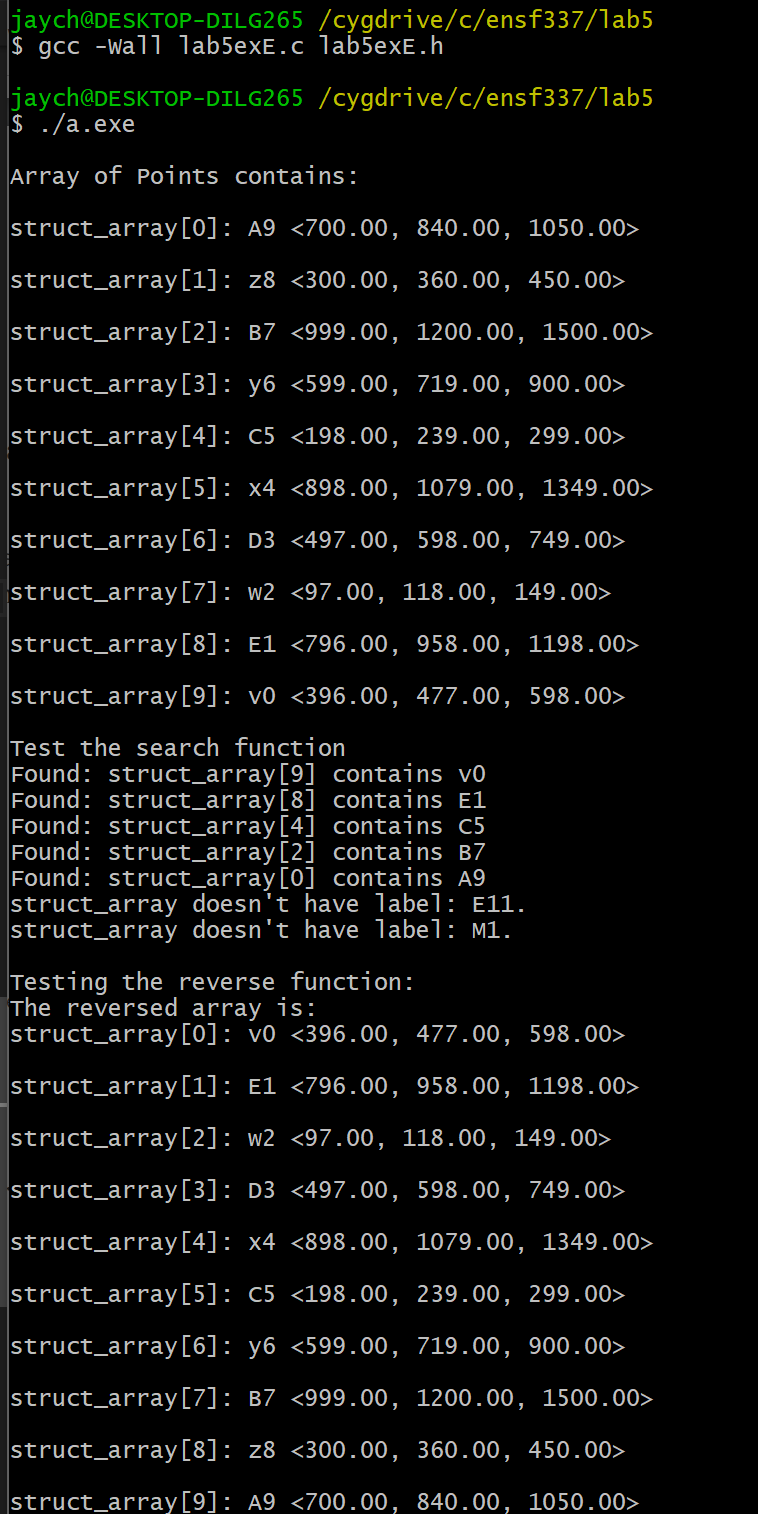 jaych@DESKTOP-DILG265 /cygdrive/c/ensf337/lab5
$ gcc -Wall lab5exE.c lab5exE.h
jaych@DESKTOP-DILG265 /cygdrive/c/ensf337/lab5
$ ./a.exe
Array of Points contains:
struct_array[0]: A9 <700.00, 840.00, 1050.00>
struct_array[1]: z8 <300.00, 360.00, 450.00>
struct_array[2]: B7 <999.00, 1200.00, 1500.00>
struct_array[3]: y6 <599.00, 719.00, 900.00>
struct_array[4]: C5 <198.00, 239.00, 299.00>
struct_array[5]: x4 <898.00, 1079.00, 1349.00>
struct_array[6]: D3 <497.00, 598.00, 749.00>
struct_array[7]: w2 <97.00, 118.00, 149.00>
struct_array[8]: E1 <796.00, 958.00, 1198.00>
struct_array[9]: v0 <396.00, 477.00, 598.00>
Test the search function
Found: struct_array[9] contains v0
Found: struct_array[8] contains E1
Found: struct_array[4] contains C5
Found: struct_array[2] contains B7
Found: struct_array[0] contains A9
struct_array doesn't have label: E11.
struct_array doesn't have label: M1.
Testing the reverse function:
The reversed array is:
struct_array[0]: v0 <396.00, 477.00, 598.00>
struct_array[1]: E1 <796.00, 958.00, 1198.00>
struct_array[2]: w2 <97.00, 118.00, 149.00>
struct_array[3]: D3 <497.00, 598.00, 749.00>
struct_array[4]: x4 <898.00, 1079.00, 1349.00>
struct_array[5]: C5 <198.00, 239.00, 299.00>
struct_array[6]: y6 <599.00, 719.00, 900.00>
struct_array[7]: B7 <999.00, 1200.00, 1500.00>
struct_array[8]: z8 <300.00, 360.00, 450.00>
struct_array[9]: A9 <700.00, 840.00, 1050.00>